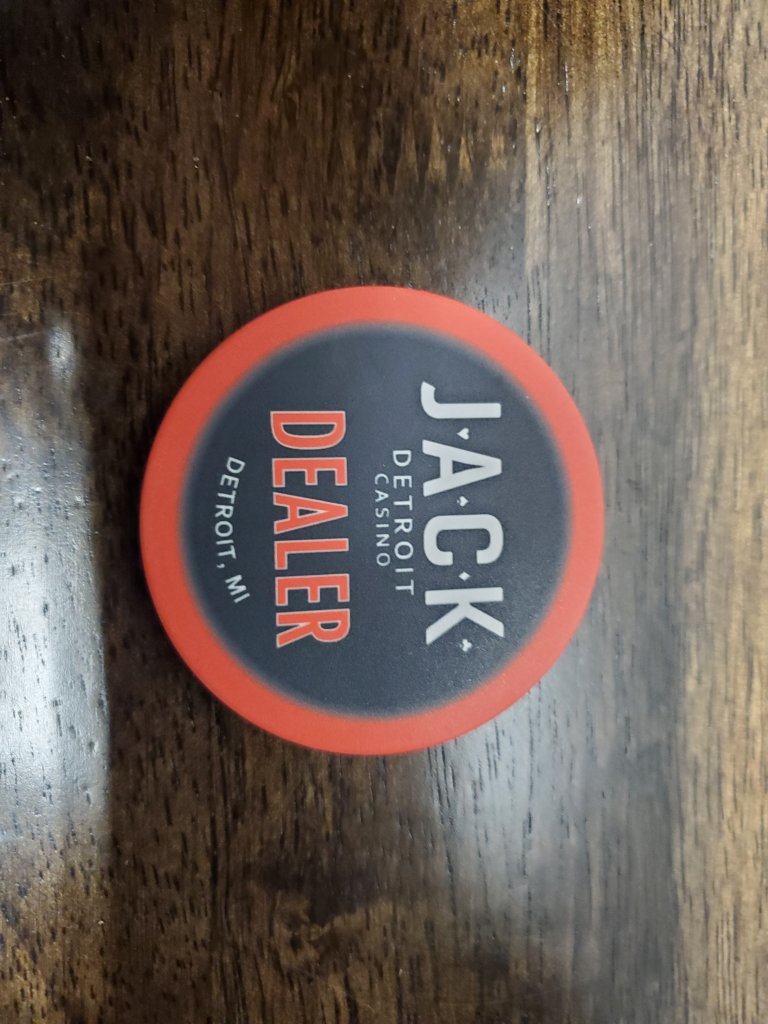 J♥A♠C♦K♣
DETROIT
CASINO
DEALER
DETROIT, MI